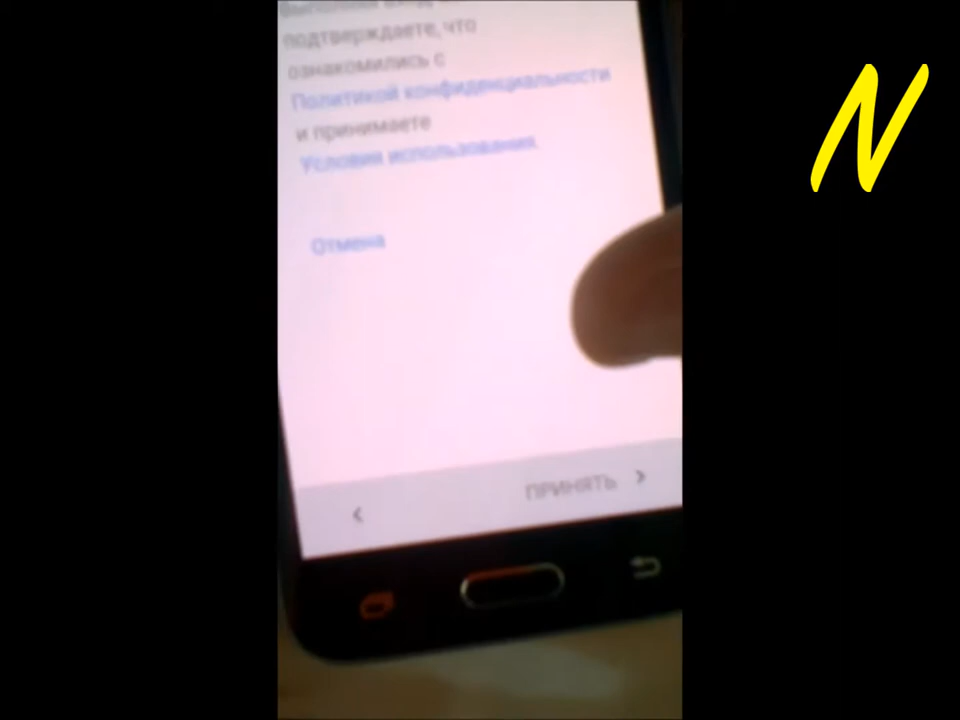 подтверждаете, что
ознакомились с
Политикой конфиденциальности
и принимаете
Условия использования.
Отмена
ПРИНЯТЬ
N